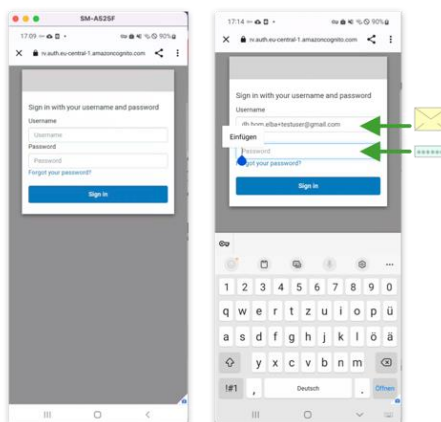 SM-A525F
17:09
90%
rv.auth.eu-central-1.amazoncognito.com
Sign in with your username and password
Username
Username
Password
Password
Forgot your password?
Sign in
17:14
90%
rv.auth.eu-central-1.amazoncognito.com
Sign in with your username and password
Username
Einfügen
Password
got your password?
Sign in
1 2 3 4 5 6 7 8 9 0
q w e r t z u i o p ü
a s d f g h j k l ö ä
y x c v b n m
!#1 , Deutsch . Öffnen